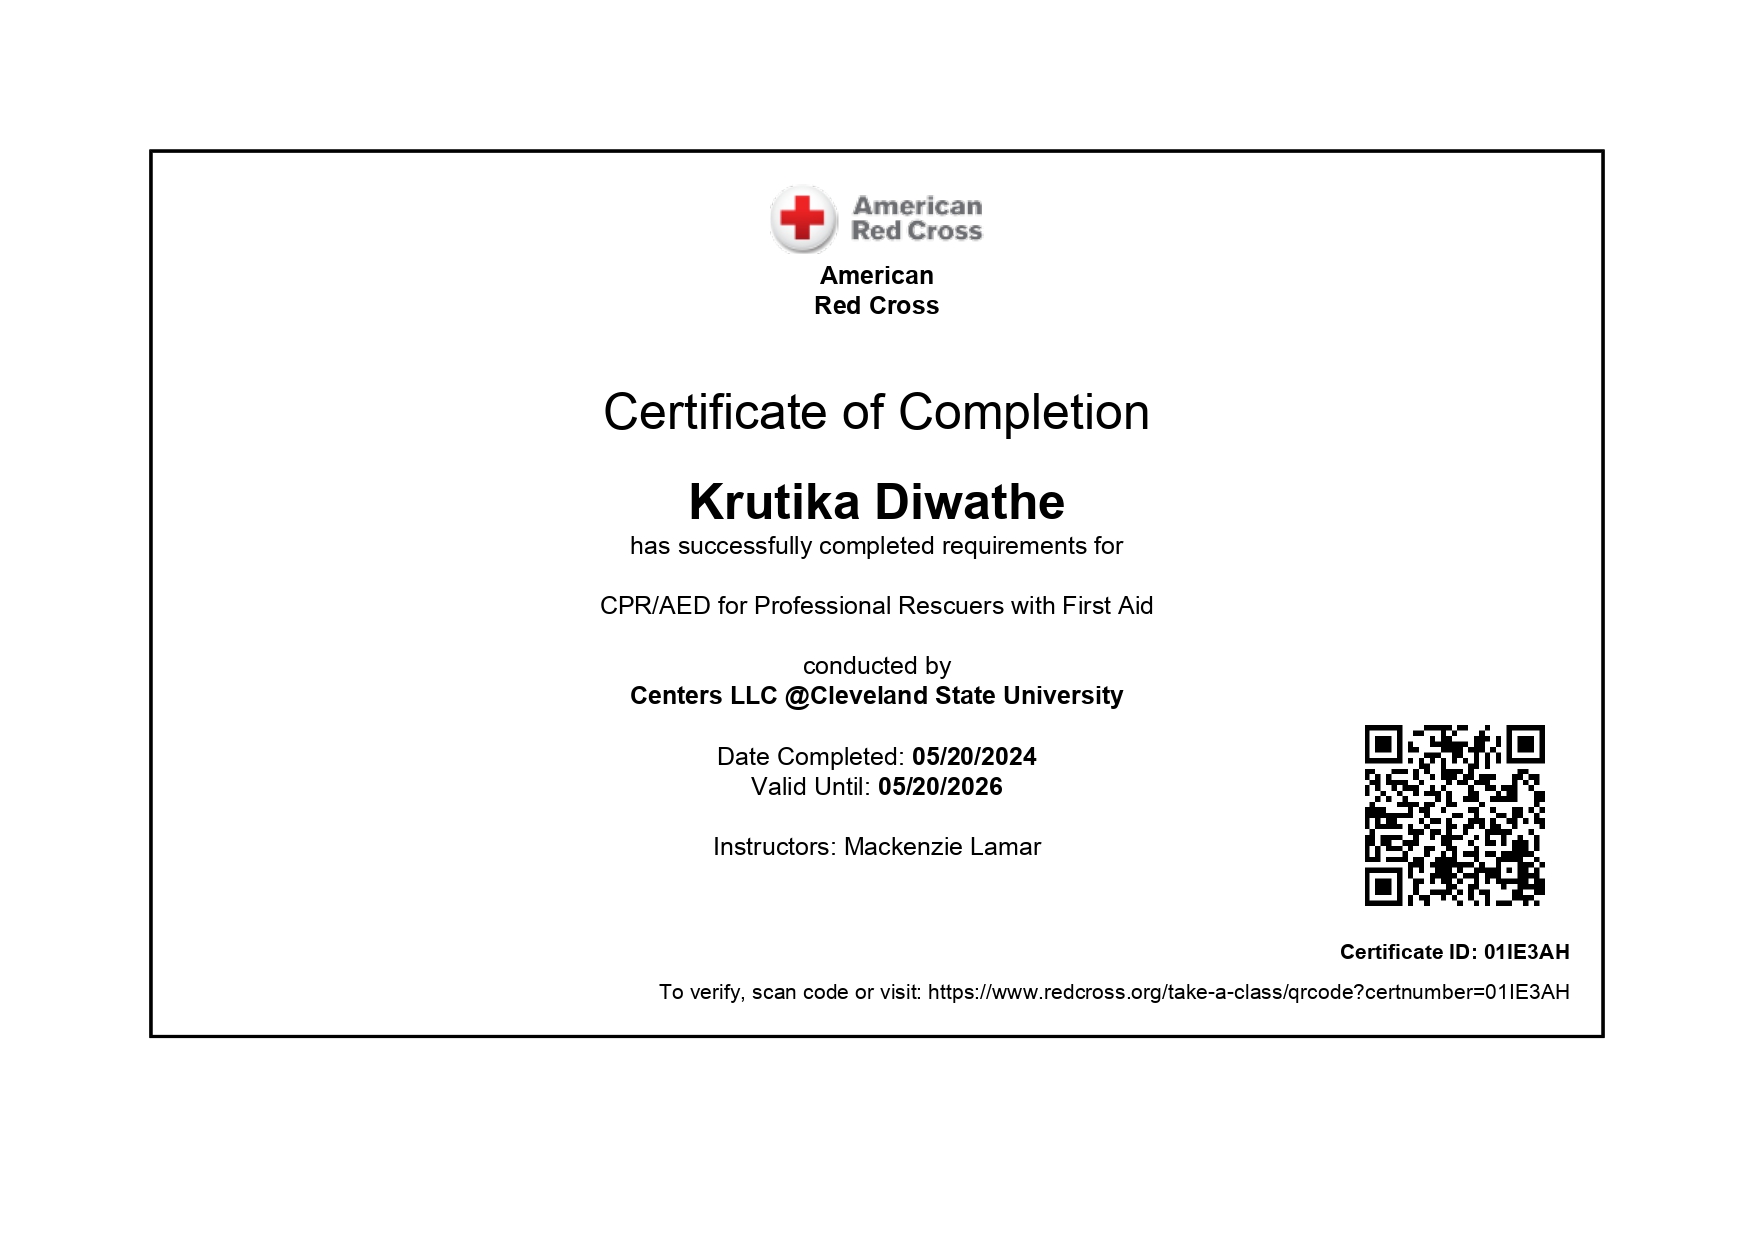 American
Red Cross
American
Red Cross
Certificate of Completion
Krutika Diwathe
has successfully completed requirements for
CPR/AED for Professional Rescuers with First Aid
conducted by
Centers LLC @Cleveland State University
Date Completed: 05/20/2024
Valid Until: 05/20/2026
Instructors: Mackenzie Lamar
Certificate ID: 01IE3AH
To verify, scan code or visit: https://www.redcross.org/take-a-class/qrcode?certnumber=01IE3AH